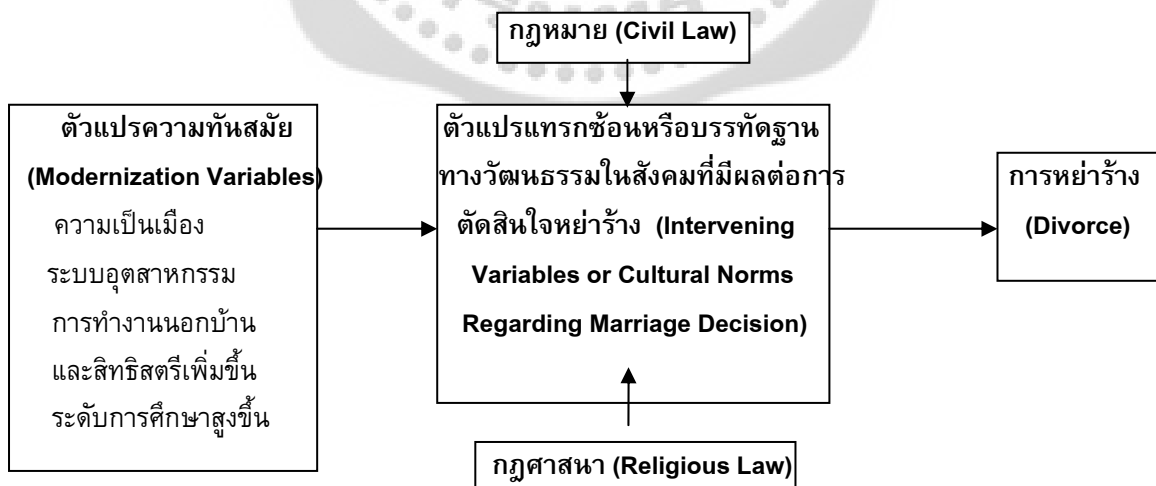 กฎหมาย (Civil Law)
ตัวแปรความทันสมัย
(Modernization Variables)
ความเป็นเมือง
ระบบอุตสาหกรรม
การทำงานนอกบ้าน
และสิทธิสตรีเพิ่มขึ้น
ระดับการศึกษาสูงขึ้น
ตัวแปรแทรกซ้อนหรือบรรทัดฐาน
ทางวัฒนธรรมในสังคมที่มีผลต่อการ
ตัดสินใจหย่าร้าง (Intervening
Variables or Cultural Norms
Regarding Marriage Decision)
การหย่าร้าง
(Divorce)
กฎศาสนา (Religious Law)